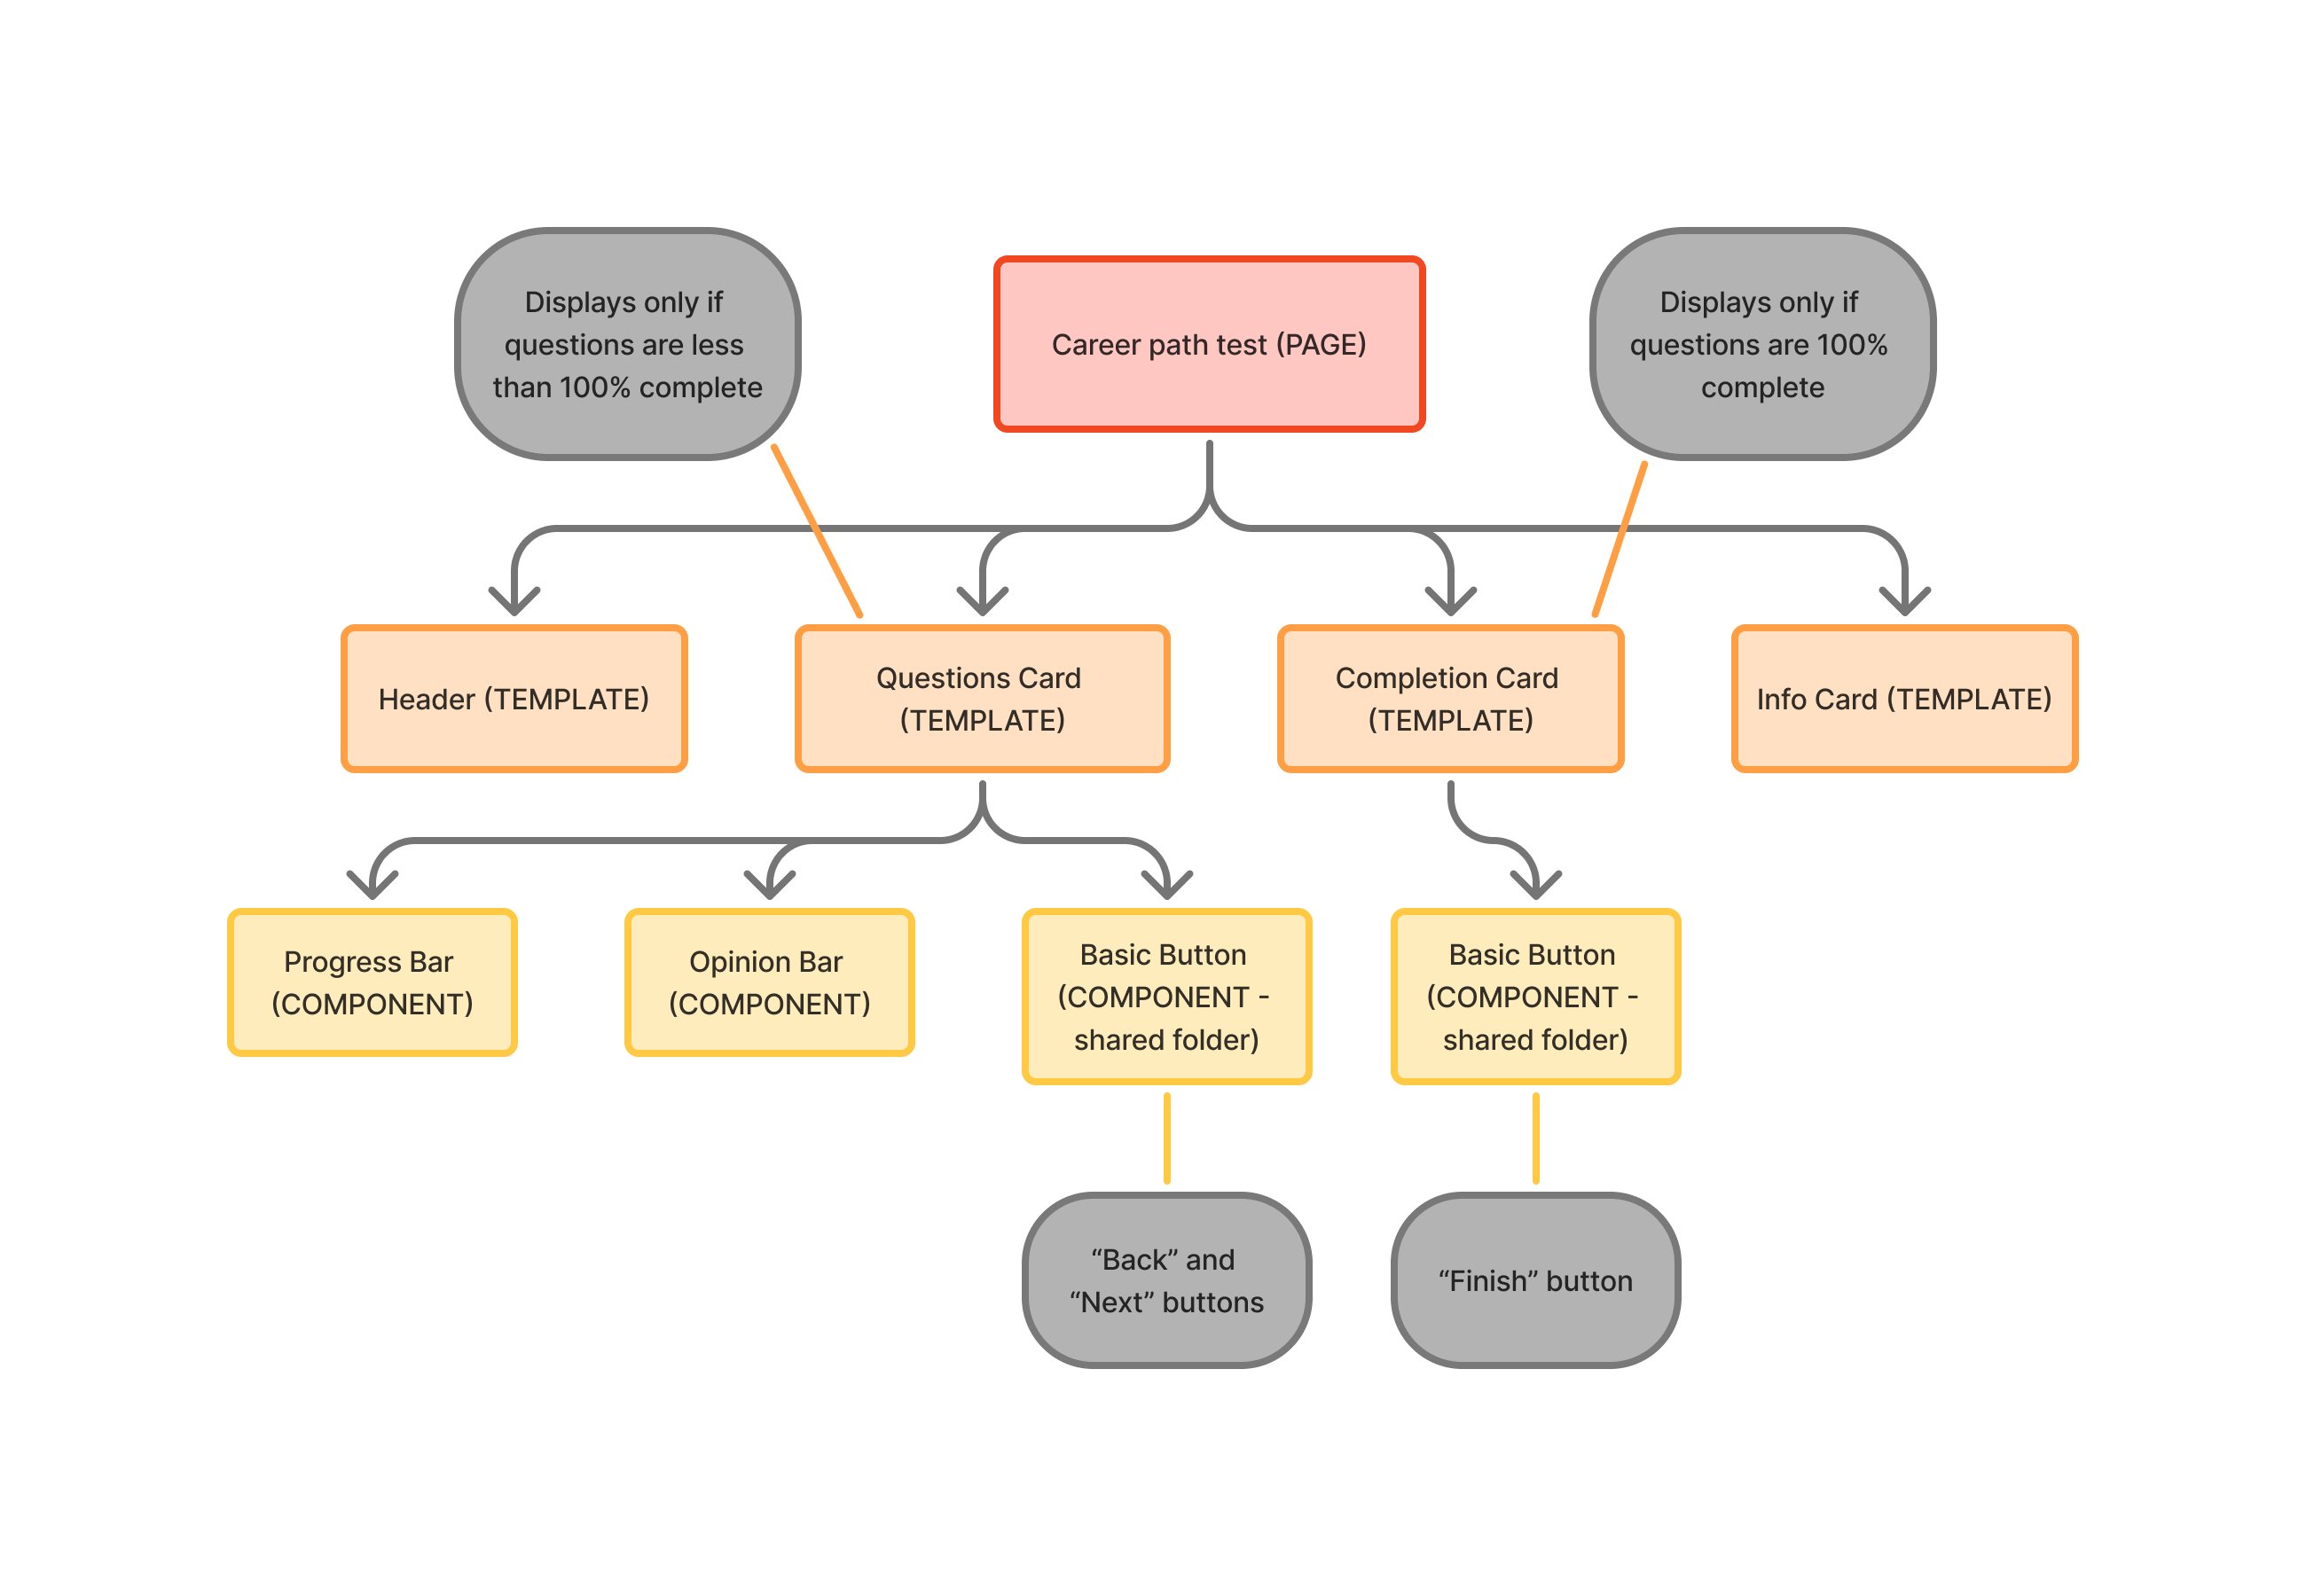 Displays only if
questions are less
than 100% complete
Career path test (PAGE)
Displays only if
questions are 100%
complete
Header (TEMPLATE)
Questions Card
(TEMPLATE)
Completion Card
(TEMPLATE)
Info Card (TEMPLATE)
Progress Bar
(COMPONENT)
Opinion Bar
(COMPONENT)
Basic Button
(COMPONENT -
shared folder)
Basic Button
(COMPONENT -
shared folder)
“Back” and
“Next” buttons
“Finish” button